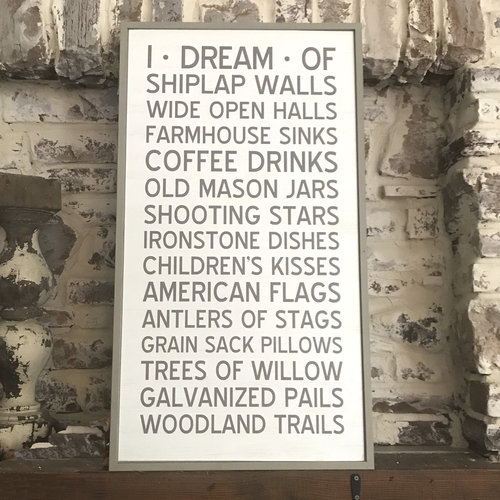 I · DREAM · OF
SHIPLAP WALLS
WIDE OPEN HALLS
FARMHOUSE SINKS
COFFEE DRINKS
OLD MASON JARS
SHOOTING STARS
IRONSTONE DISHES
CHILDREN'S KISSES
AMERICAN FLAGS
ANTLERS OF STAGS
GRAIN SACK PILLOWS
TREES OF WILLOW
GALVANIZED PAILS
WOODLAND TRAILS